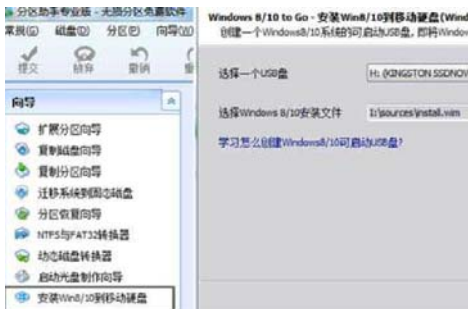 分区助手专业版 - 无损分区免费软件
常规(G) 磁盘(D) 分区(P) 向导(W)
提交 放弃 撤销
向导
扩展分区向导
复制磁盘向导
复制分区向导
迁移系统到固态磁盘
分区恢复向导
NTFS与FAT32转换器
动态磁盘转换器
启动光盘制作向导
安装Win8/10到移动硬盘
Windows 8/10 to Go - 安装Win8/10到移动硬盘(Wind
创建一个Windows8/10系统的可启动USB盘, 即将Window
选择一个USB盘
H: (KINGSTON SSDNOW
选择Windows 8/10安装文件
I:\sources\install.wim
学习怎么创建Windows8/10可启动USB盘?